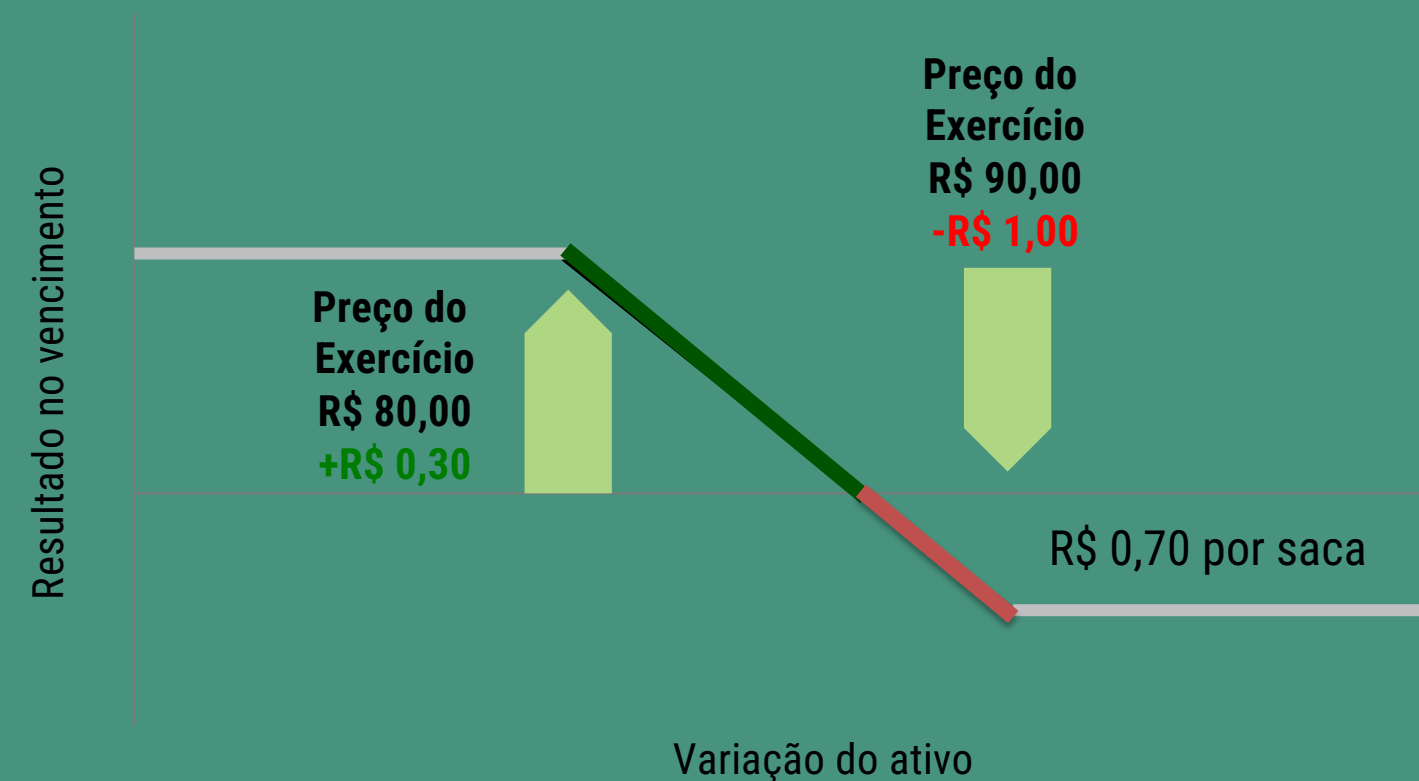 Resultado no vencimento
Preço do
Exercício
R$ 80,00
+R$ 0,30
Preço do
Exercício
R$ 90,00
-R$ 1,00
R$ 0,70 por saca
Variação do ativo